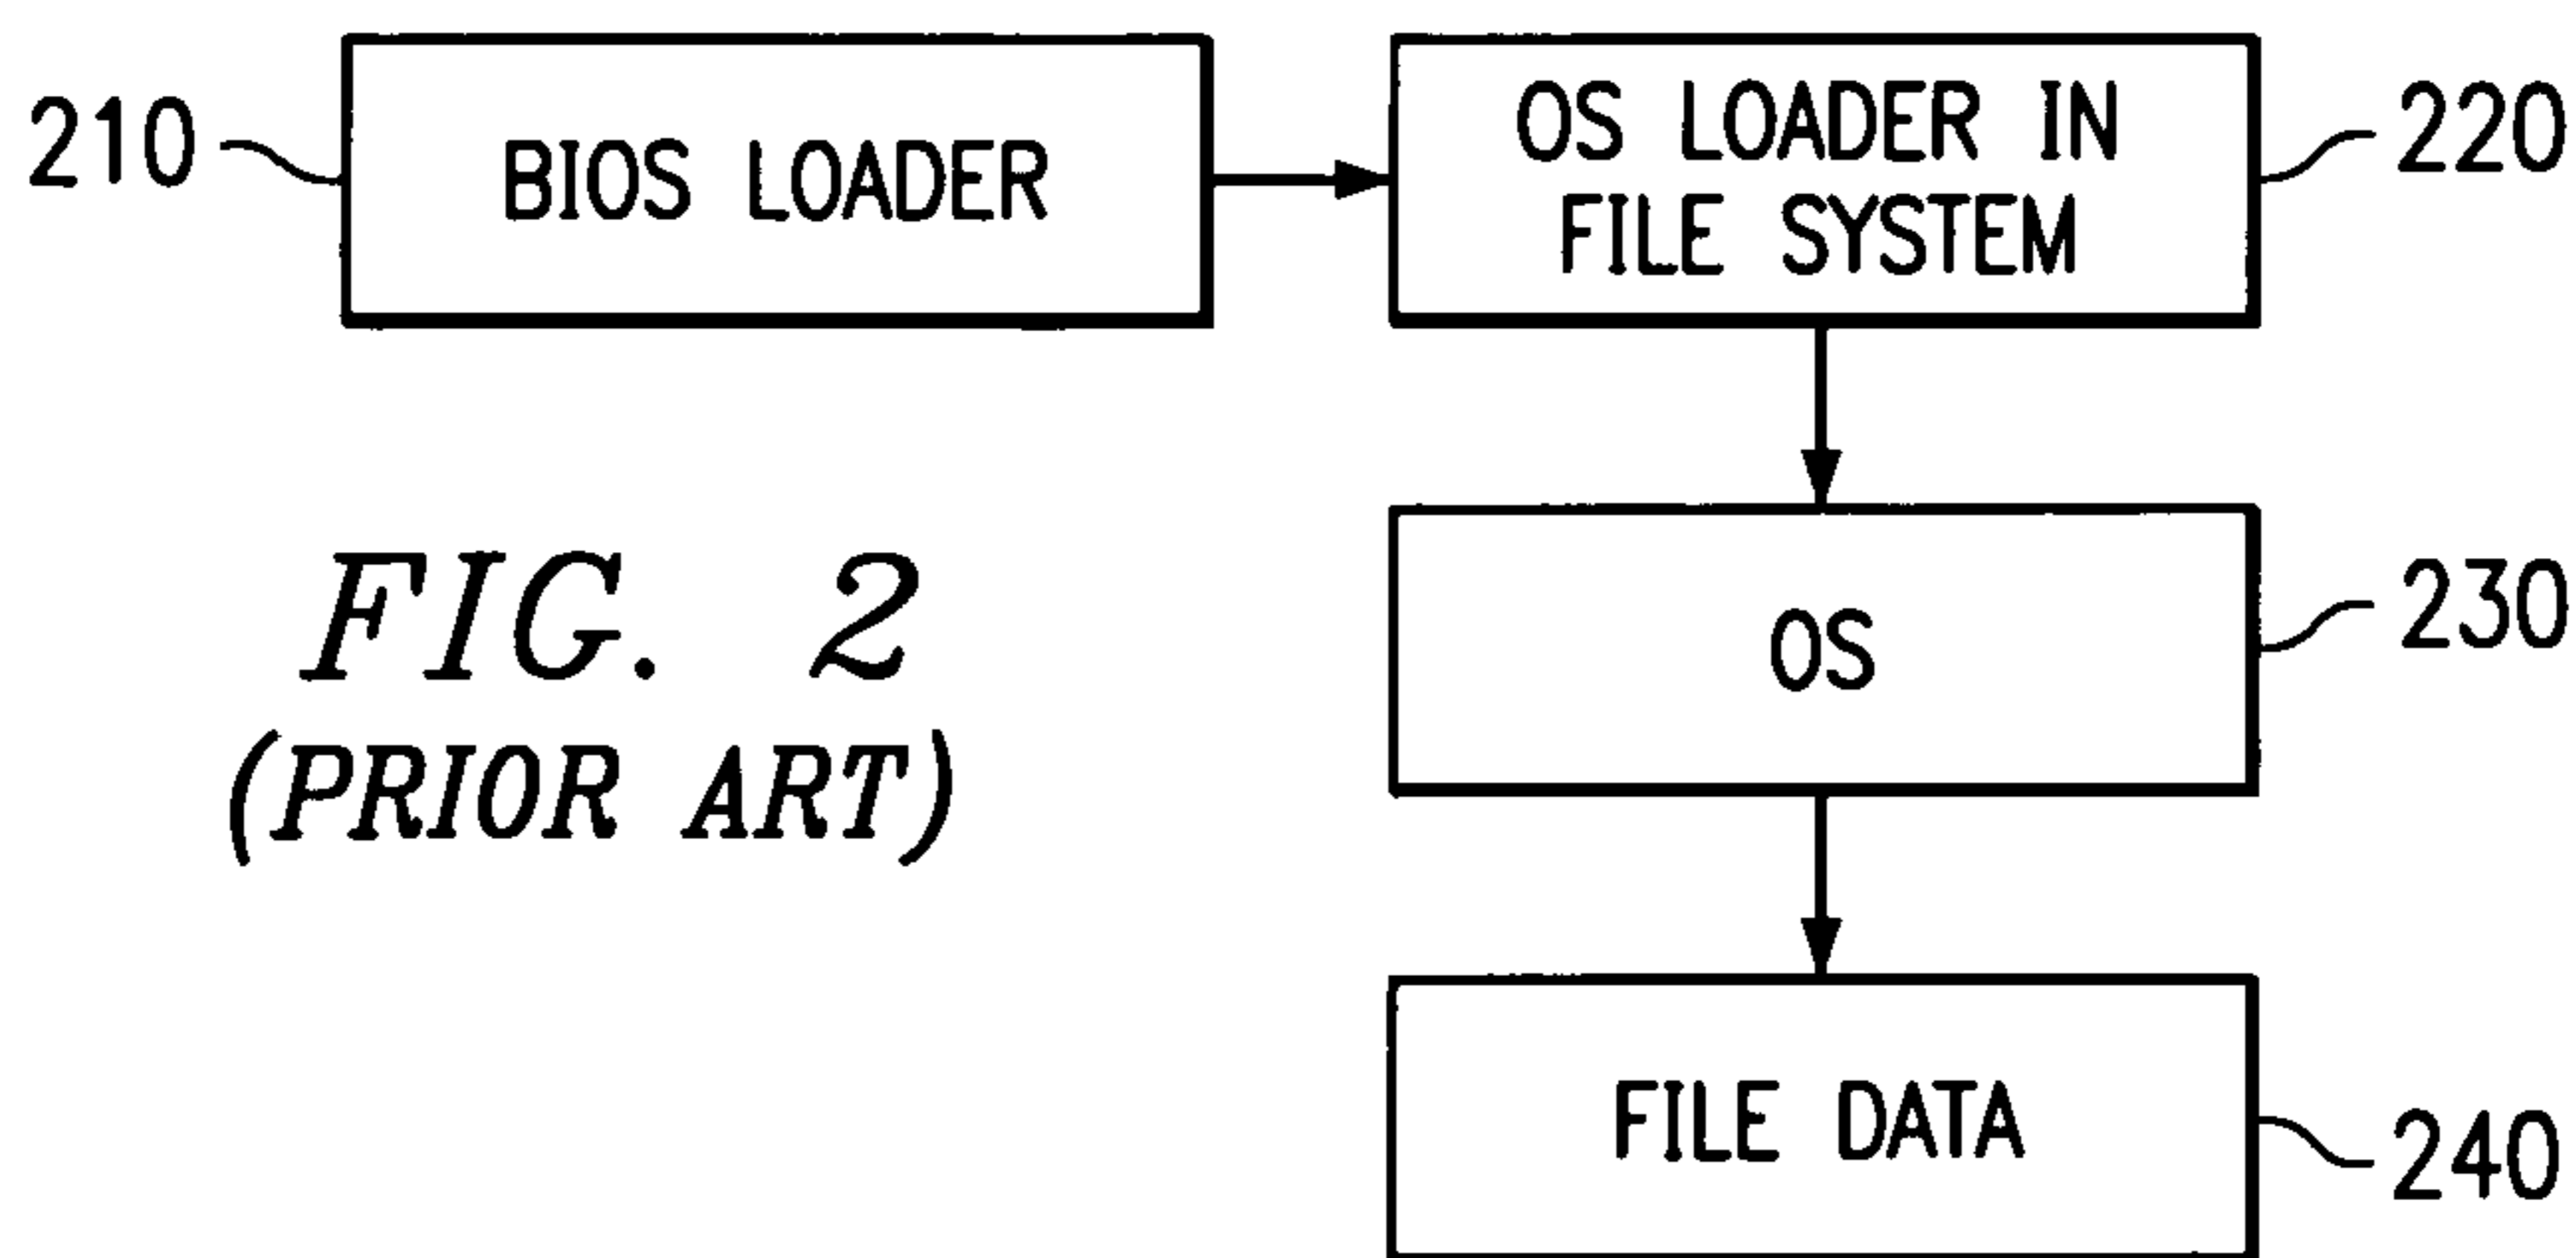 210
BIOS LOADER
OS LOADER IN
FILE SYSTEM
220
OS
230
FIG. 2
(PRIOR ART)
FILE DATA
240